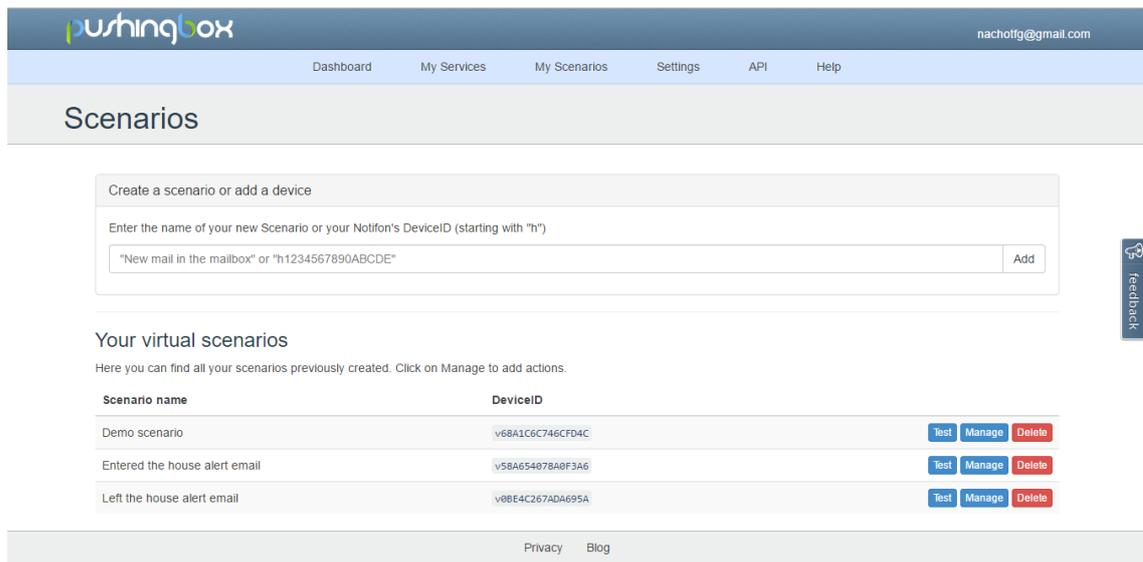 pushingbox
nachotfg@gmail.com
Dashboard My Services My Scenarios Settings API Help
Scenarios
Create a scenario or add a device
Enter the name of your new Scenario or your Notifon's DeviceID (starting with "h")
"New mail in the mailbox" or "h1234567890ABCDE" Add
feedback
Your virtual scenarios
Here you can find all your scenarios previously created. Click on Manage to add actions.
Scenario name DeviceID
Demo scenario v68A1C6C746CFD4C Test Manage Delete
Entered the house alert email v58A654078A0F3A6 Test Manage Delete
Left the house alert email v0BE4C267ADA695A Test Manage Delete
Privacy Blog